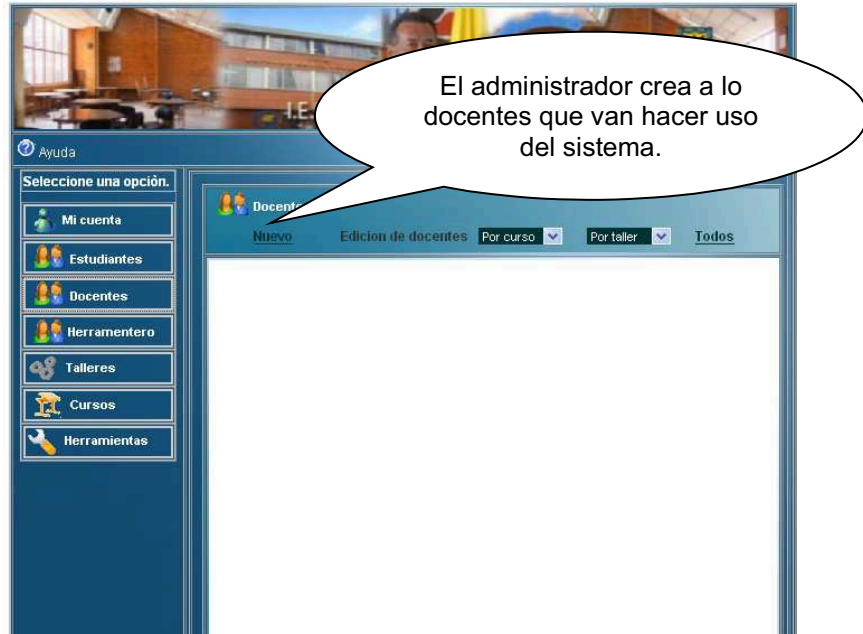 I.E.
El administrador crea a lo
docentes que van hacer uso
del sistema.
Ayuda
Seleccione una opción.
Mi cuenta
Estudiantes
Docentes
Herramentero
Talleres
Cursos
Herramientas
Docente
Nuevo Edicion de docentes Por curso Por taller Todos